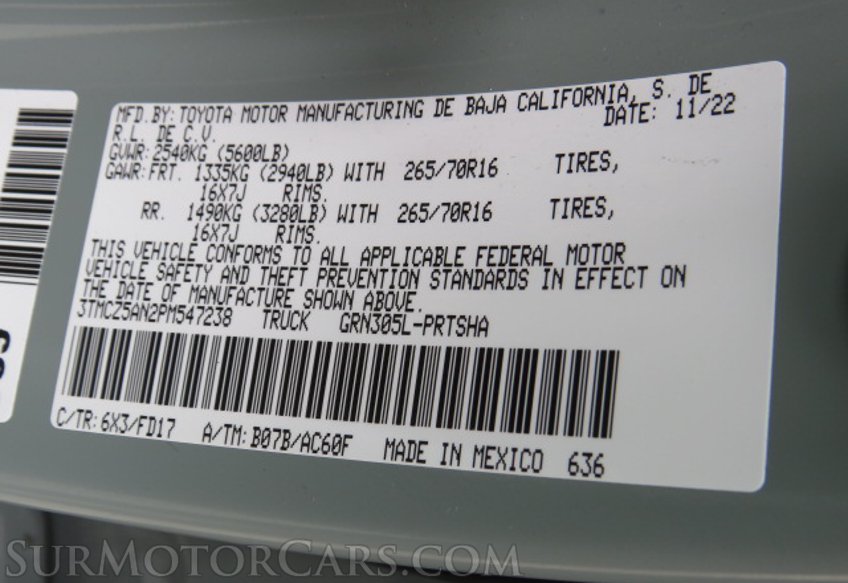 MFD.BY: TOYOTA MOTOR MANUFACTURING DE BAJA CALIFORNIA, S. DE
R.L. DE C.V. DATE: 11/22
GVWR: 2540KG (5600LB)
GAWR: FRT. 1335KG (2940LB) WITH 265/70R16 TIRES,
16X7J RIMS.
RR. 1490KG (3280LB) WITH 265/70R16 TIRES,
16X7J RIMS.
THIS VEHICLE CONFORMS TO ALL APPLICABLE FEDERAL MOTOR
VEHICLE SAFETY AND THEFT PREVENTION STANDARDS IN EFFECT ON
THE DATE OF MANUFACTURE SHOWN ABOVE.
3TMCZ5AN2PM547238 TRUCK GRN305L-PRTSHA
C/TR: 6X3/FD17 A/TM: B07B/AC60F MADE IN MEXICO 636
SURMOTORCARS.COM